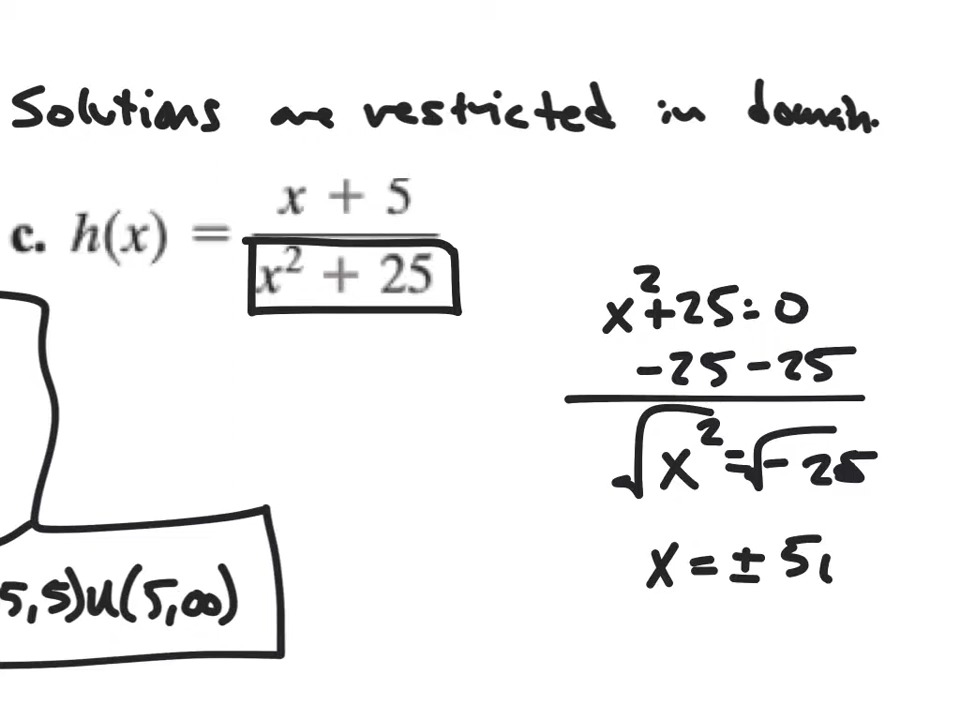 Solutions are restricted in domain.
c. h(x) = x + 5 / x² + 25
x²+25=0
-25 -25
√x² = √-25
x = ± 5i
5,5)U(5,∞)